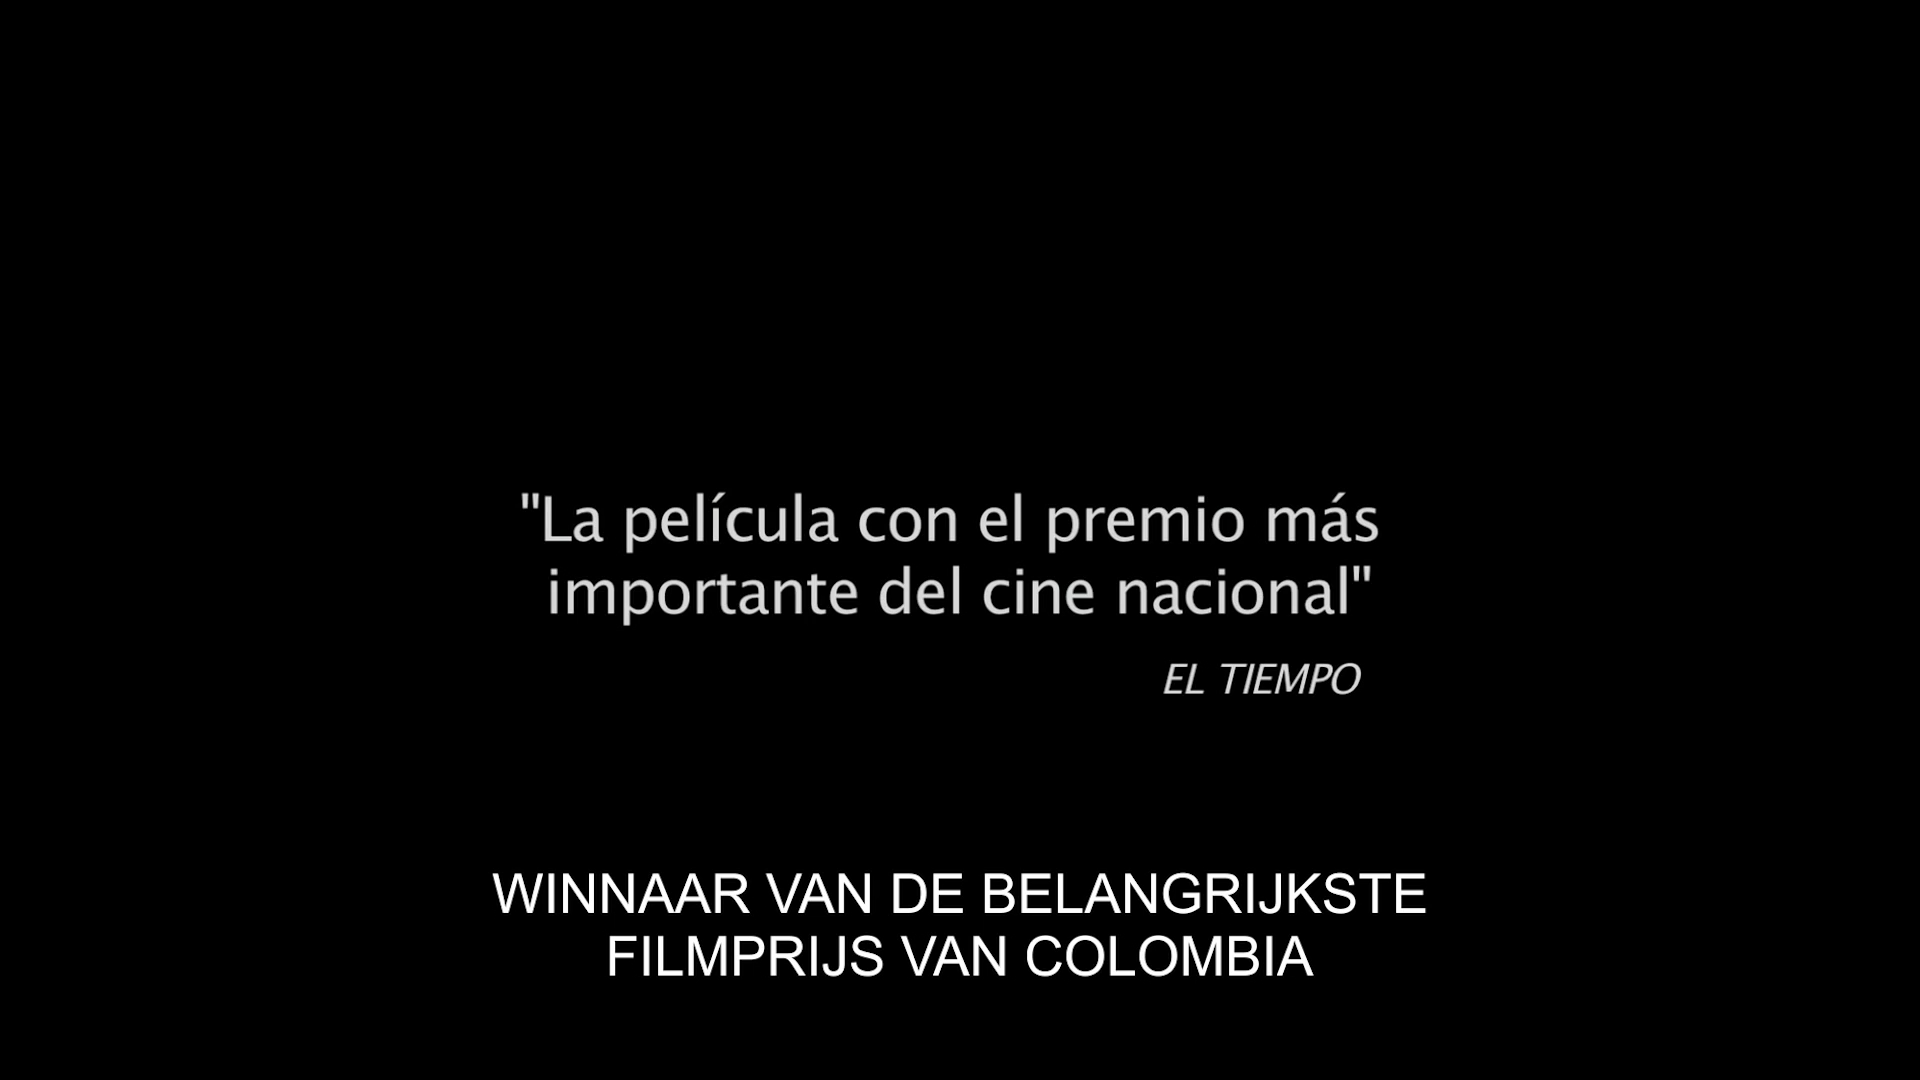 "La película con el premio más
importante del cine nacional"
EL TIEMPO
WINNAAR VAN DE BELANGRIJKSTE
FILMPRIJS VAN COLOMBIA